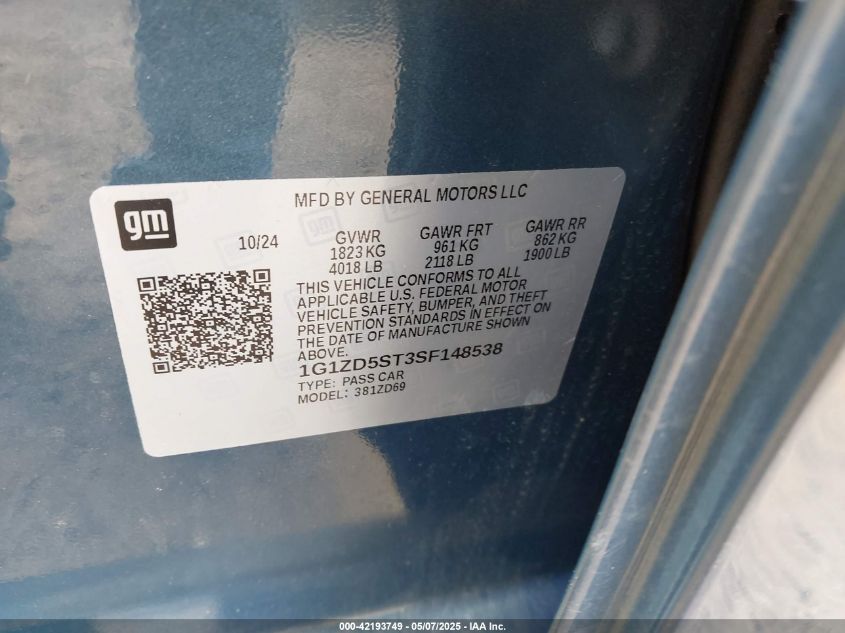 MFD BY GENERAL MOTORS LLC
gm
10/24 GVWR GAWR FRT GAWR RR
1823 KG 961 KG 862 KG
4018 LB 2118 LB 1900 LB
THIS VEHICLE CONFORMS TO ALL
APPLICABLE U.S. FEDERAL MOTOR
VEHICLE SAFETY, BUMPER, AND THEFT
PREVENTION STANDARDS IN EFFECT ON
THE DATE OF MANUFACTURE SHOWN
ABOVE.
1G1ZD5ST3SF148538
TYPE: PASS CAR
MODEL: 381ZD69
000-42193749 - 05/07/2025 - IAA Inc.